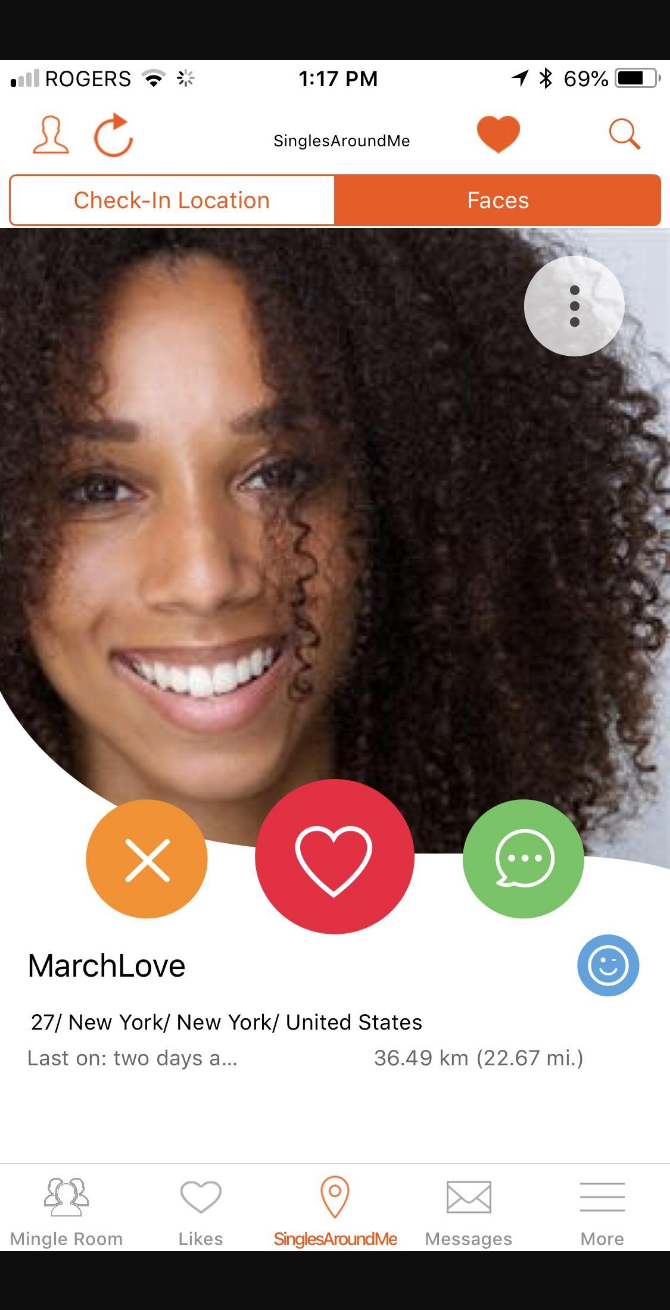 ROGERS 1:17 PM 69%
SinglesAroundMe
Check-In Location Faces
MarchLove
27/ New York/ New York/ United States
Last on: two days a... 36.49 km (22.67 mi.)
Mingle Room Likes SinglesAroundMe Messages More